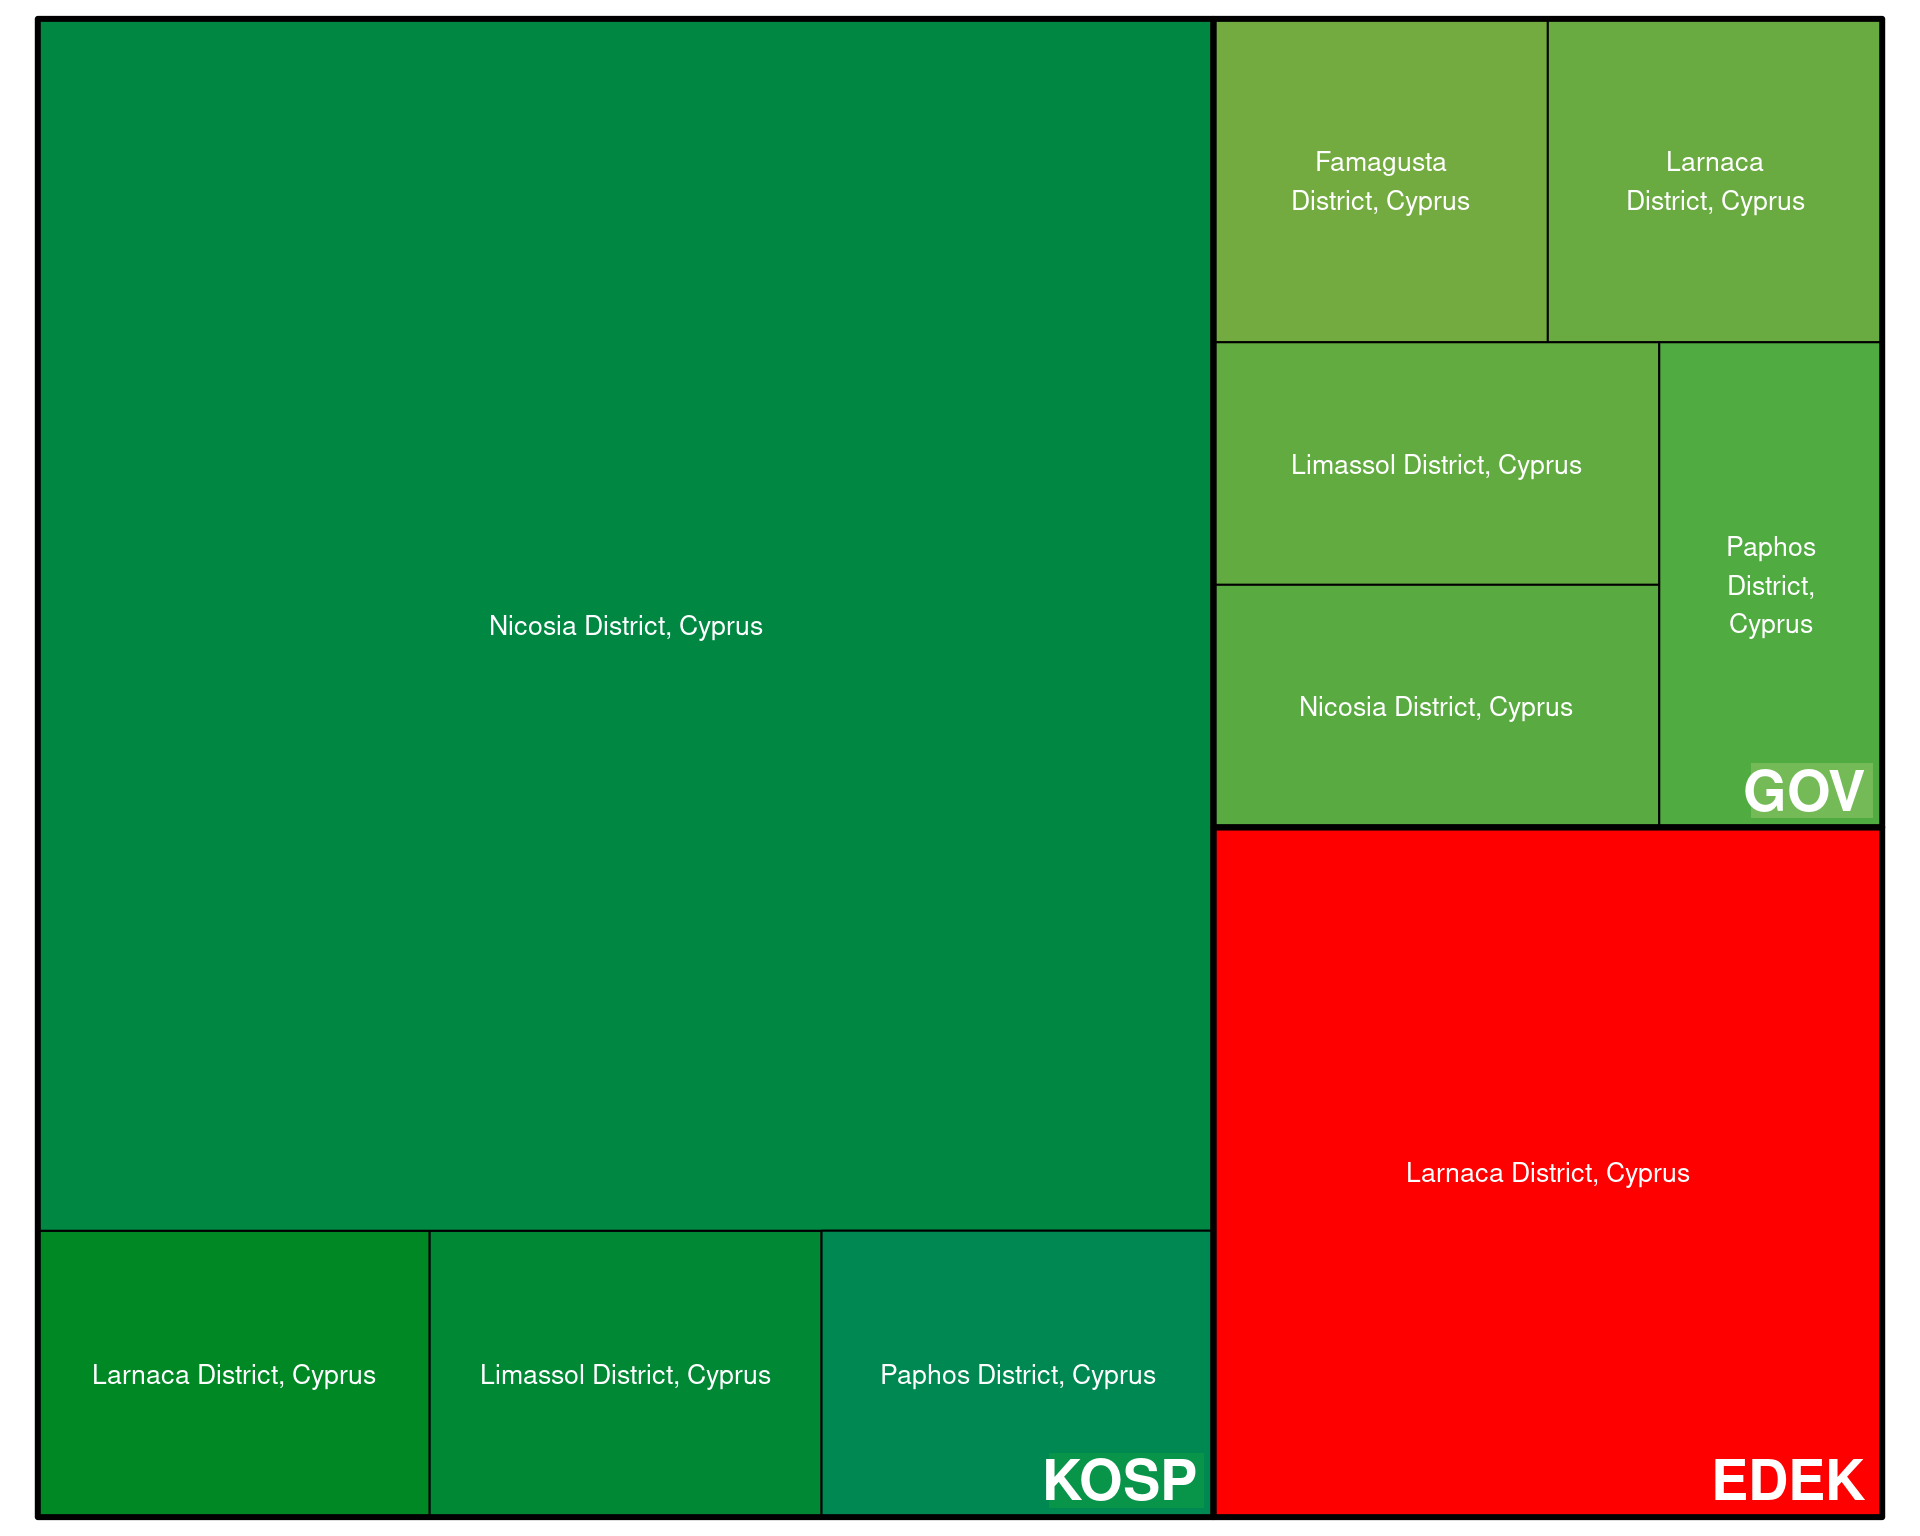 Nicosia District, Cyprus
Larnaca District, Cyprus
Limassol District, Cyprus
Paphos District, Cyprus
KOSP
Famagusta
District, Cyprus
Larnaca
District, Cyprus
Limassol District, Cyprus
Nicosia District, Cyprus
Paphos
District,
Cyprus
GOV
Larnaca District, Cyprus
EDEK